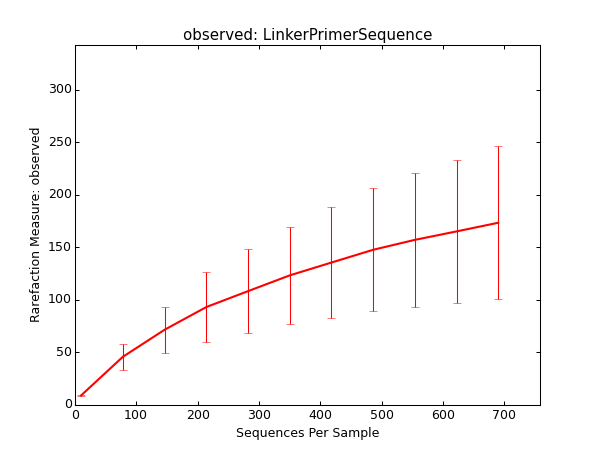 observed: LinkerPrimerSequence
300
250
200
150
100
50
0
Rarefaction Measure: observed
0 100 200 300 400 500 600 700
Sequences Per Sample